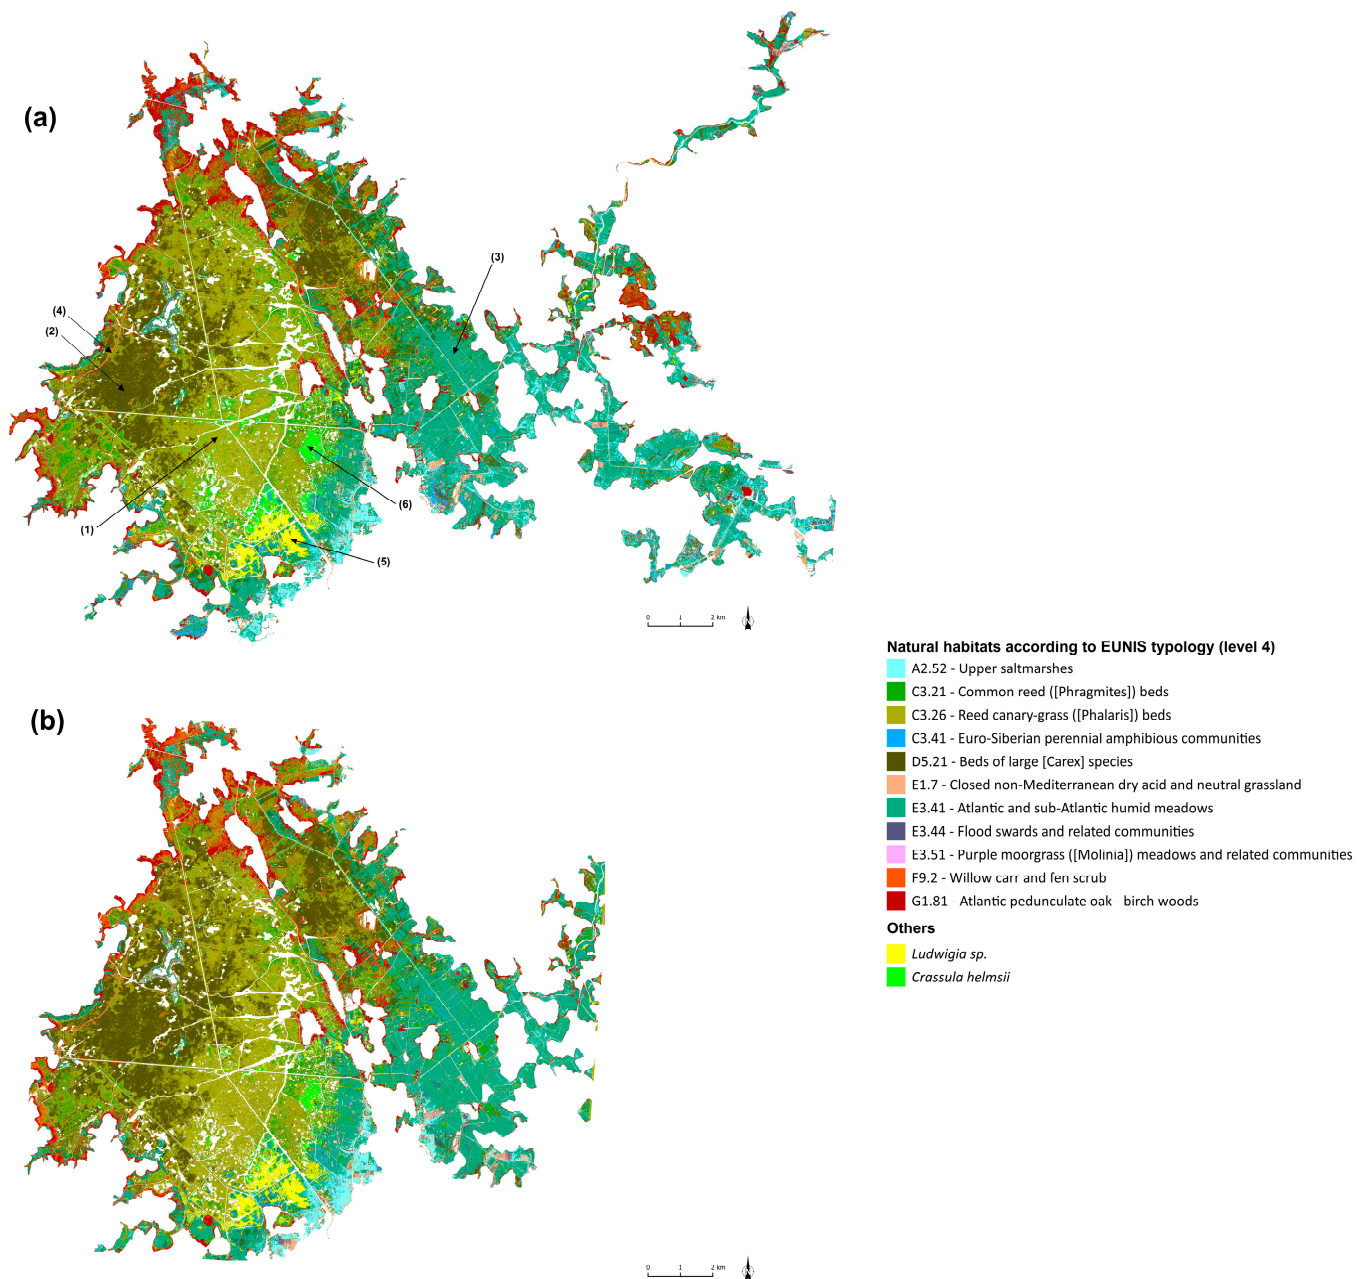 (a)
(3)
(4)
(2)
(6)
(1)
(5)
0 1 2 km
Natural habitats according to EUNIS typology (level 4)
A2.52 - Upper saltmarshes
C3.21 - Common reed ([Phragmites]) beds
C3.26 - Reed canary-grass ([Phalaris]) beds
C3.41 - Euro-Siberian perennial amphibious communities
D5.21 - Beds of large [Carex] species
E1.7 - Closed non-Mediterranean dry acid and neutral grassland
E3.41 - Atlantic and sub-Atlantic humid meadows
E3.44 - Flood swards and related communities
E3.51 - Purple moorgrass ([Molinia]) meadows and related communities
F9.2 - Willow carr and fen scrub
G1.81 - Atlantic pedunculate oak birch woods
Others
Ludwigia sp.
Crassula helmsii
(b)
0 1 2 km